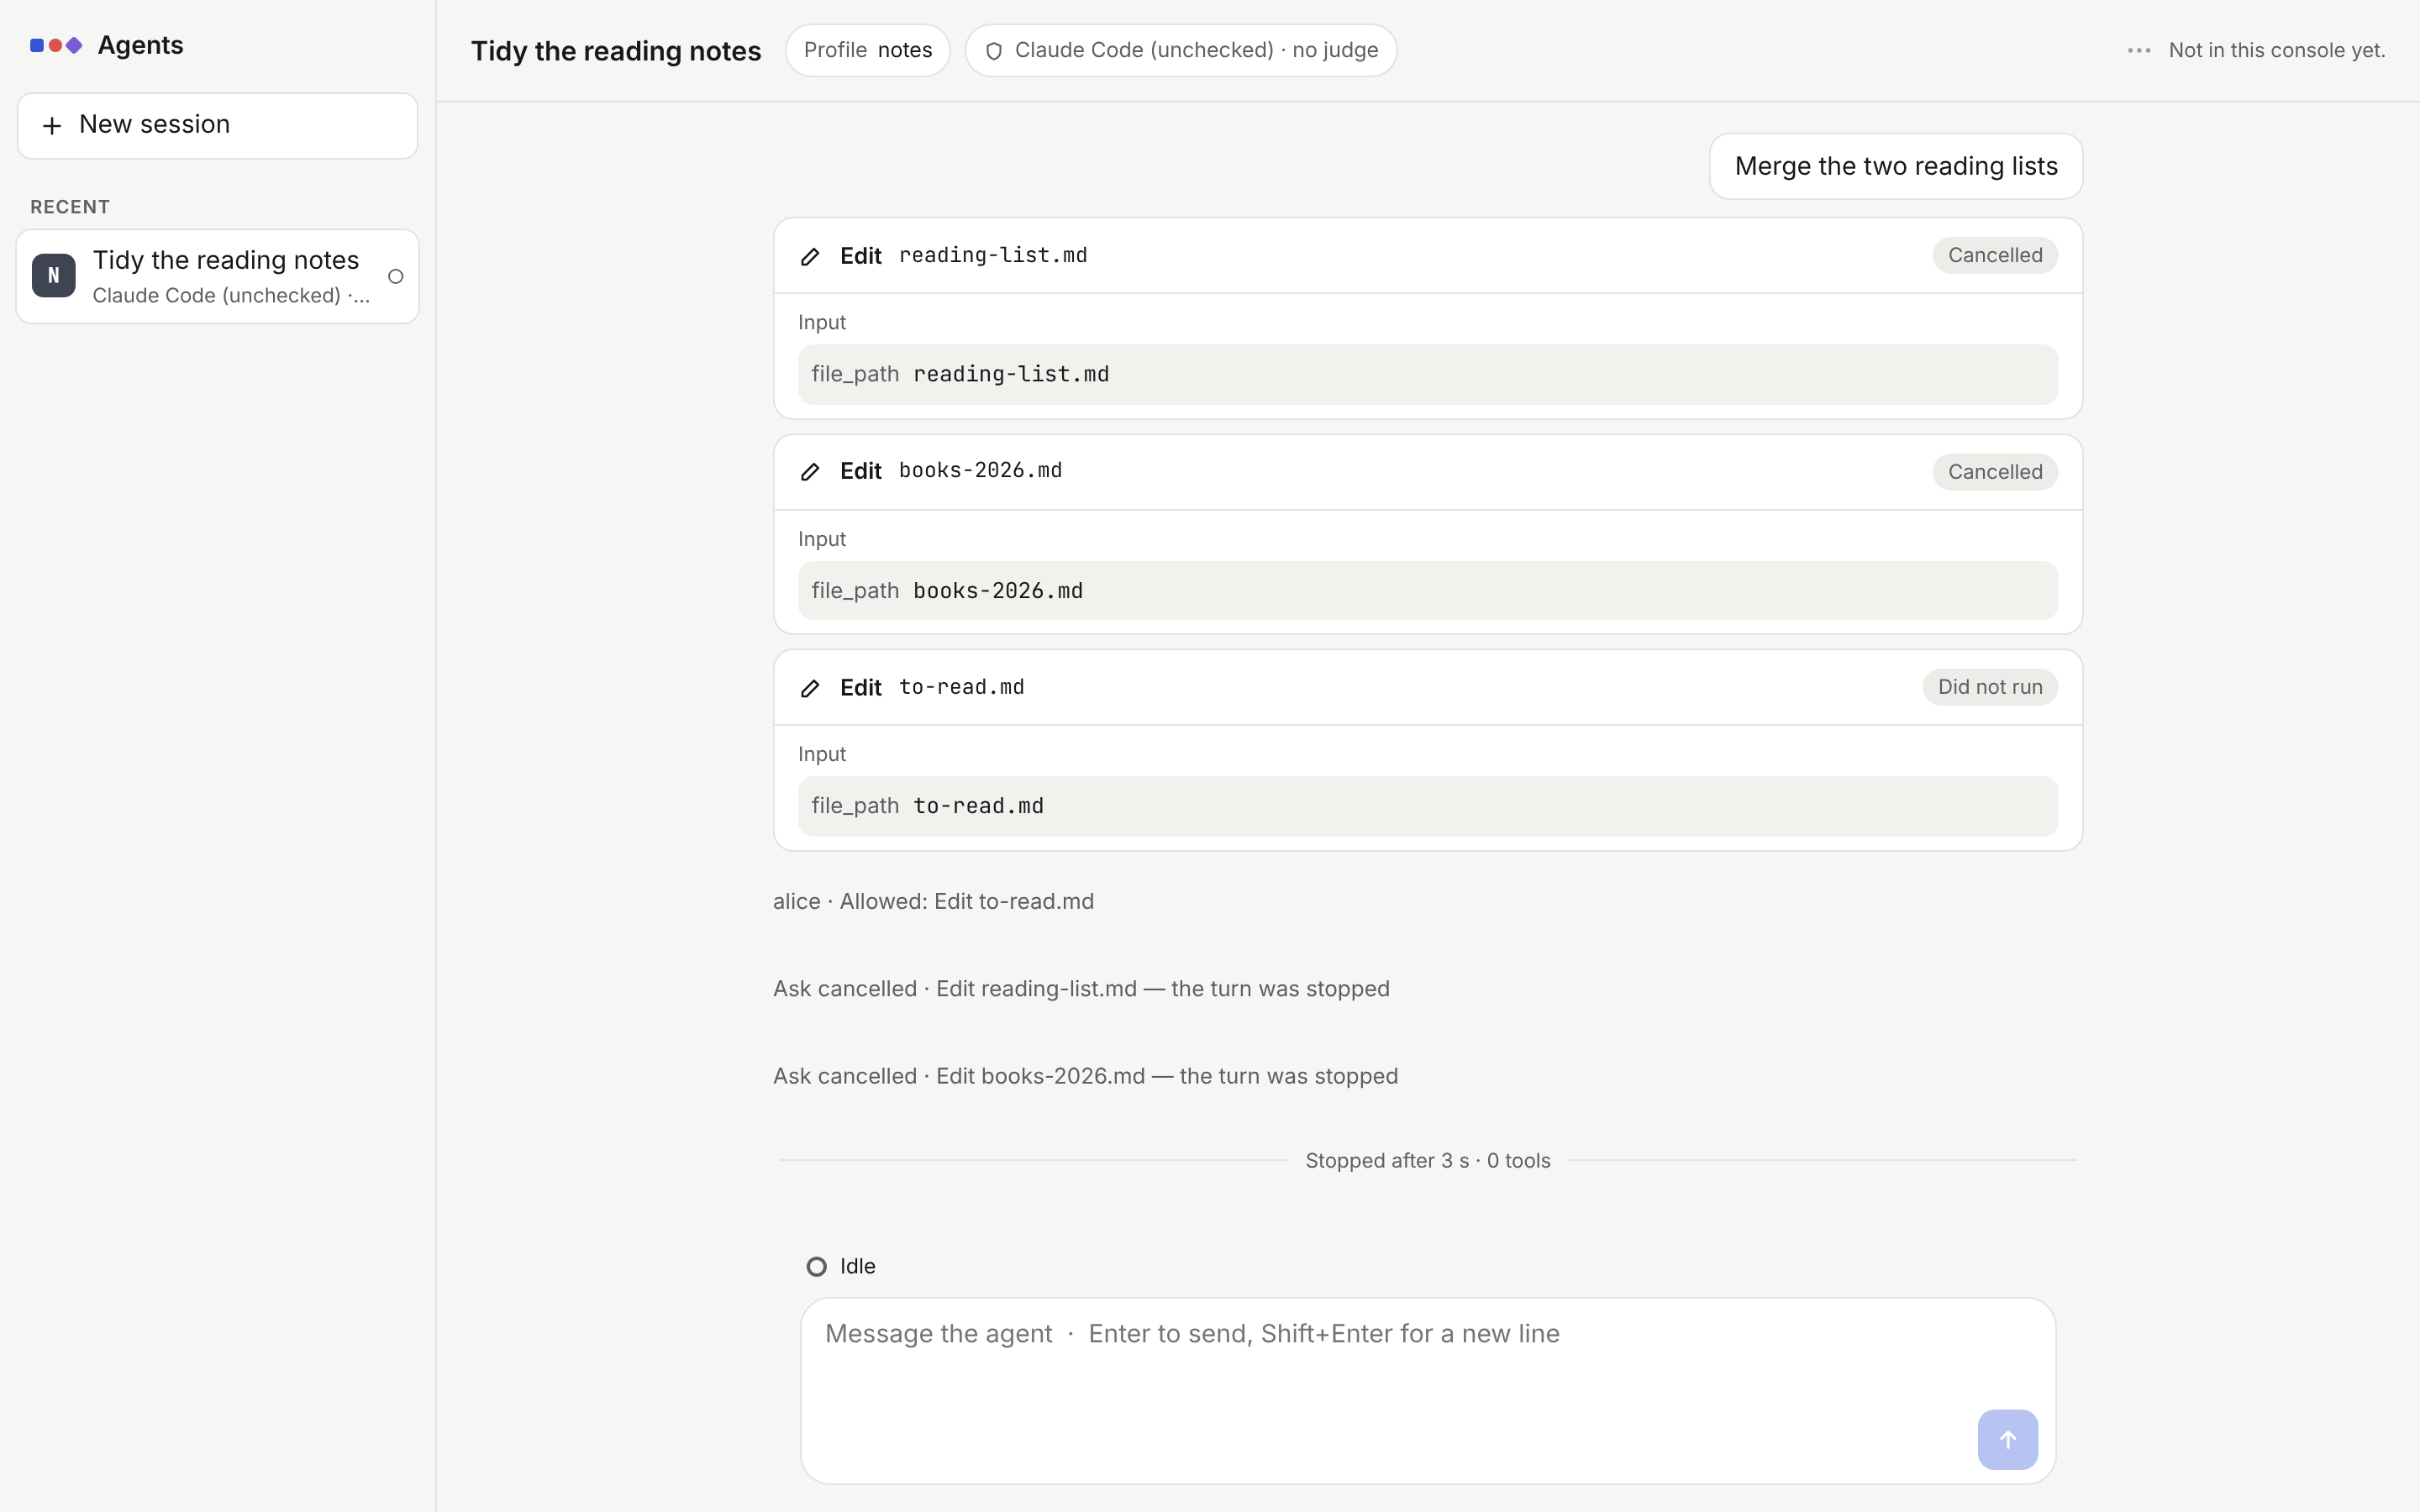 Agents
New session
RECENT
N
Tidy the reading notes
Claude Code (unchecked) ·...
Tidy the reading notes
Profile notes
Claude Code (unchecked) · no judge
Not in this console yet.
Merge the two reading lists
Edit reading-list.md
Cancelled
Input
file_path reading-list.md
Edit books-2026.md
Cancelled
Input
file_path books-2026.md
Edit to-read.md
Did not run
Input
file_path to-read.md
alice · Allowed: Edit to-read.md
Ask cancelled · Edit reading-list.md — the turn was stopped
Ask cancelled · Edit books-2026.md — the turn was stopped
Stopped after 3 s · 0 tools
Idle
Message the agent · Enter to send, Shift+Enter for a new line